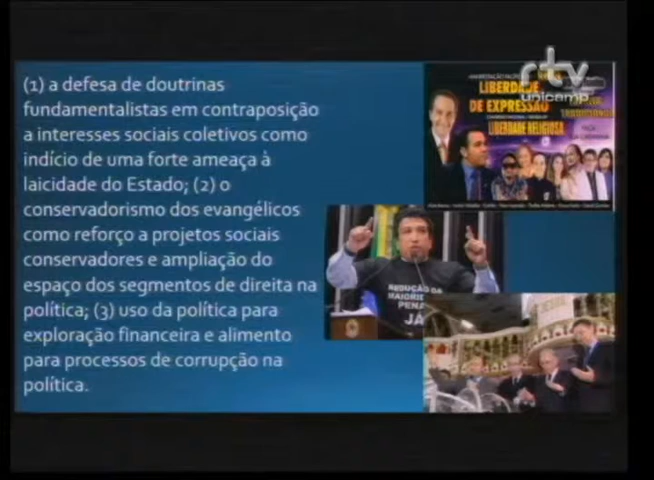 (1) a defesa de doutrinas
fundamentalistas em contraposição
a interesses sociais coletivos como
indício de uma forte ameaça à
laicidade do Estado; (2) o
conservadorismo dos evangélicos
como reforço a projetos sociais
conservadores e ampliação do
espaço dos segmentos de direita na
política; (3) uso da política para
exploração financeira e alimento
para processos de corrupção na
política.
rtv
unicamp
LIBERDADE
DE EXPRESSÃO
LIBERDADE RELIGIOSA
REDUÇÃO DA
PENAL
JÁ